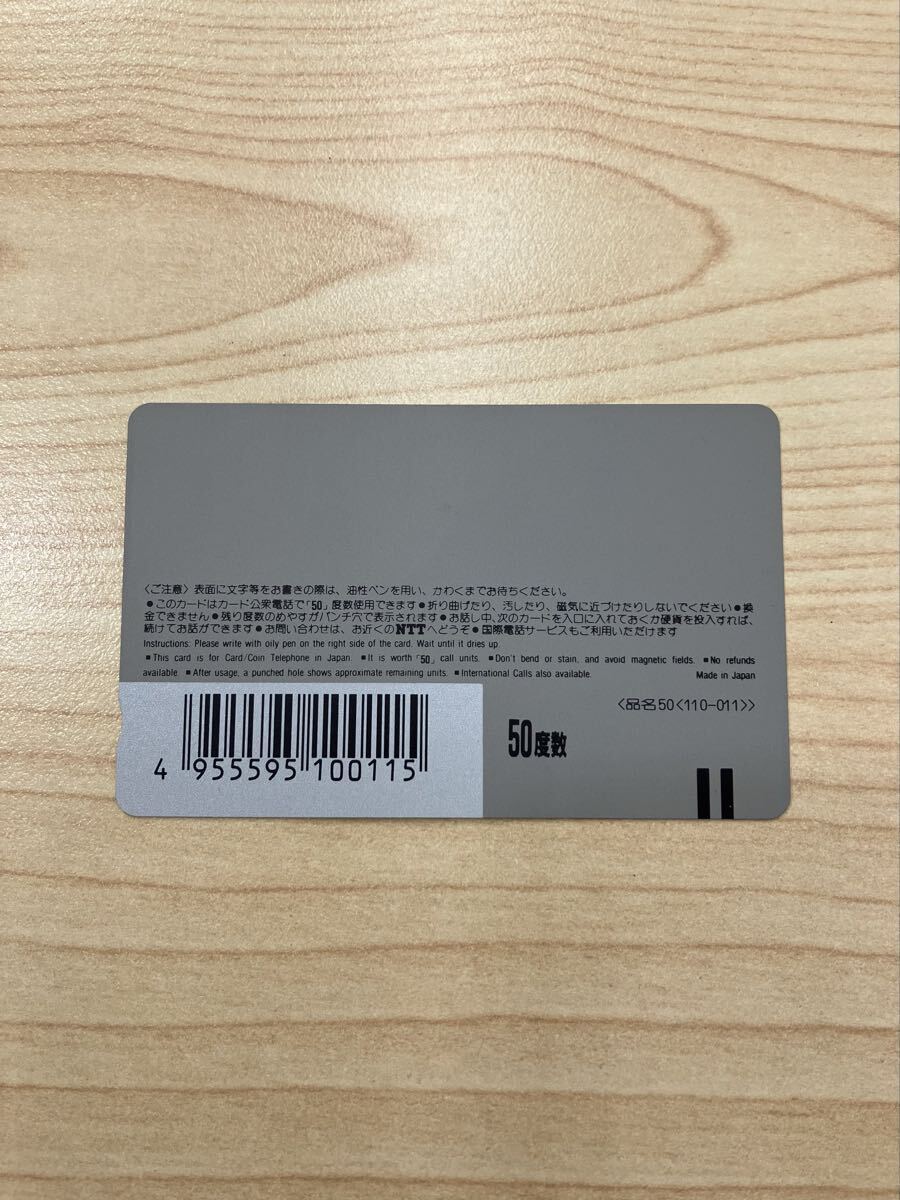 〈ご注意〉表面に文字等をお書きの際は、油性ペンを用い、かわくまでお待ちください。
●このカードはカード公衆電話で「50」度数使用できます●折り曲げたり、汚したり、磁気に近づけたりしないでください●換
金できません●残り度数のめやすがパンチ穴で表示されます●お話し中、次のカードを入口に入れておくか硬貨を投入すれば、
続けてお話ができます●お問い合わせは、お近くのNTTへどうぞ●国際電話サービスもご利用いただけます
Instructions: Please write with oily pen on the right side of the card. Wait until it dries up.
■This card is for Card/Coin Telephone in Japan. ■It is worth「50」call units. ■Don't bend or stain, and avoid magnetic fields. ■No refunds
available. ■After usage, a punched hole shows approximate remaining units. ■International Calls also available. Made in Japan
〈品名50〈110-011〉〉
50度数
4 955595 100115